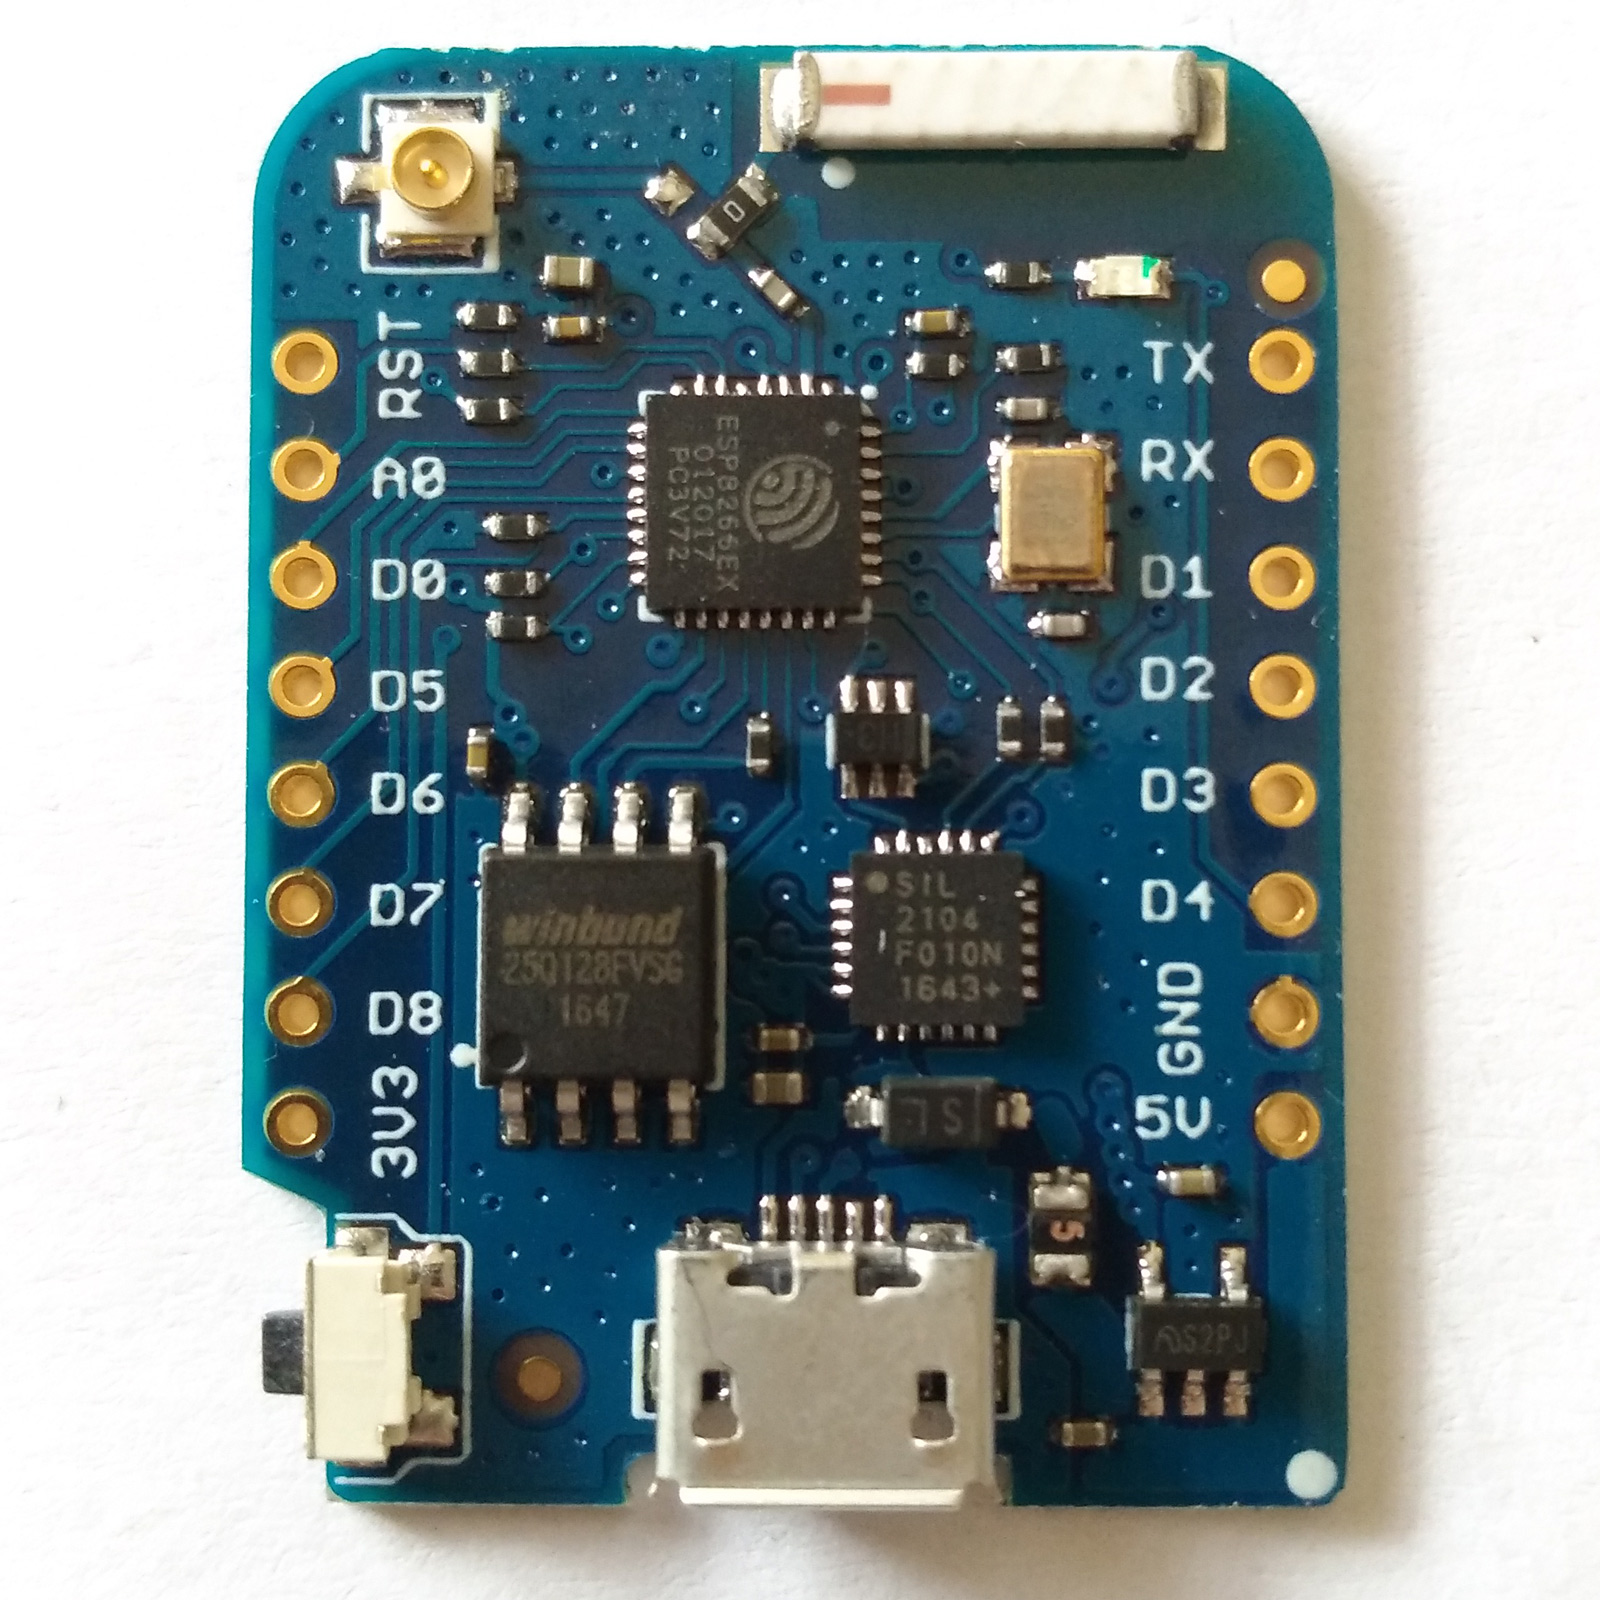 0
RST
A0
D0
D5
D6
D7
D8
3V3
TX
RX
D1
D2
D3
D4
GND
5V
ESP8266EX
012017
PC3V72
winbond
25Q128FVSG
1647
SIL
2104
F010N
1643+
S2PJ